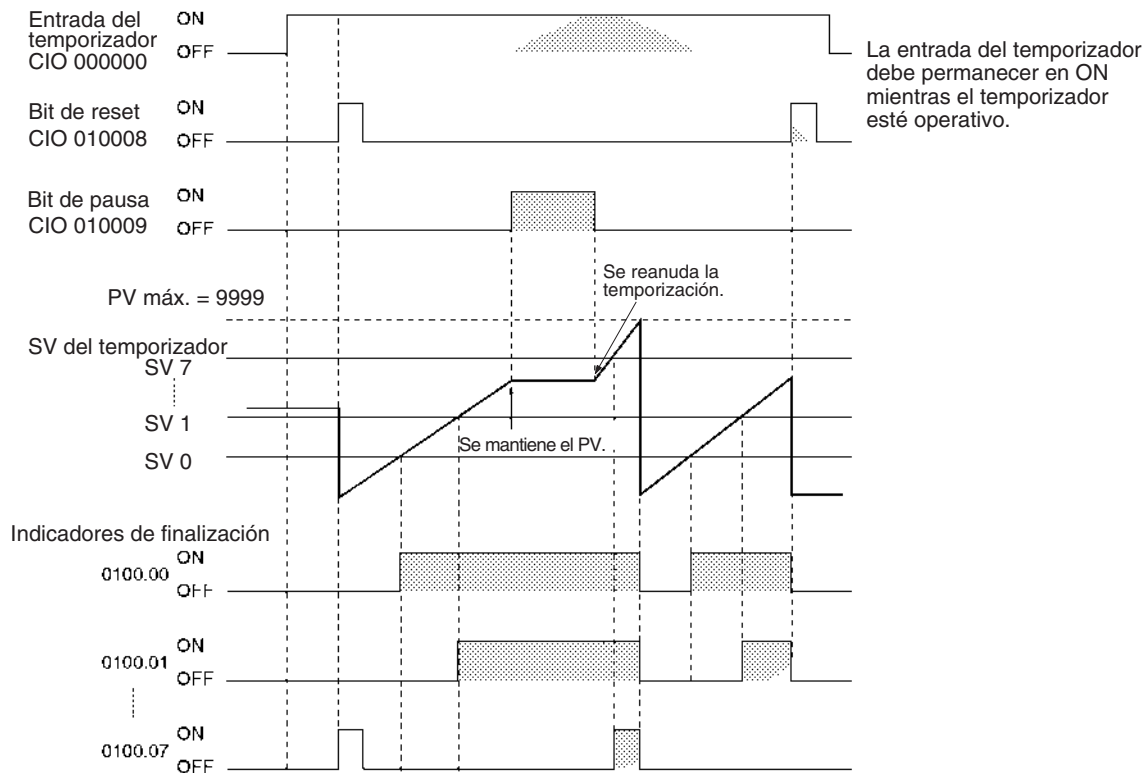 Entrada del
temporizador
CIO 000000
ON
OFF
La entrada del temporizador
debe permanecer en ON
mientras el temporizador
esté operativo.
Bit de reset
CIO 010008
ON
OFF
Bit de pausa
CIO 010009
ON
OFF
Se reanuda la
temporización.
PV máx. = 9999
SV del temporizador
SV 7
SV 1
Se mantiene el PV.
SV 0
Indicadores de finalización
0100.00
ON
OFF
0100.01
ON
OFF
0100.07
ON
OFF